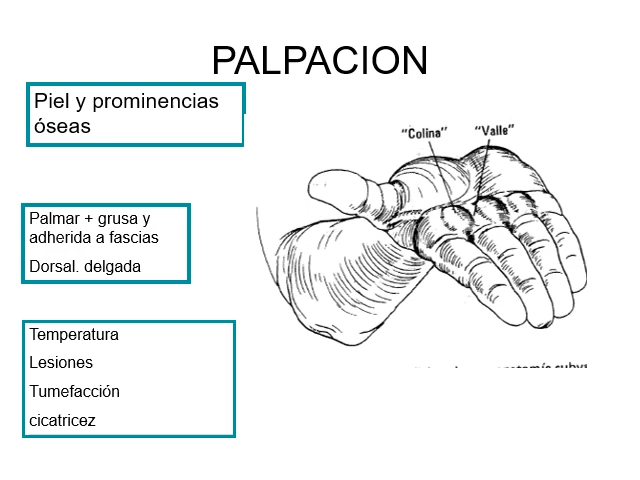 PALPACION
Piel y prominencias
óseas
"Colina"
"Valle"
Palmar + grusa y
adherida a fascias
Dorsal. delgada
Temperatura
Lesiones
Tumefacción
cicatricez